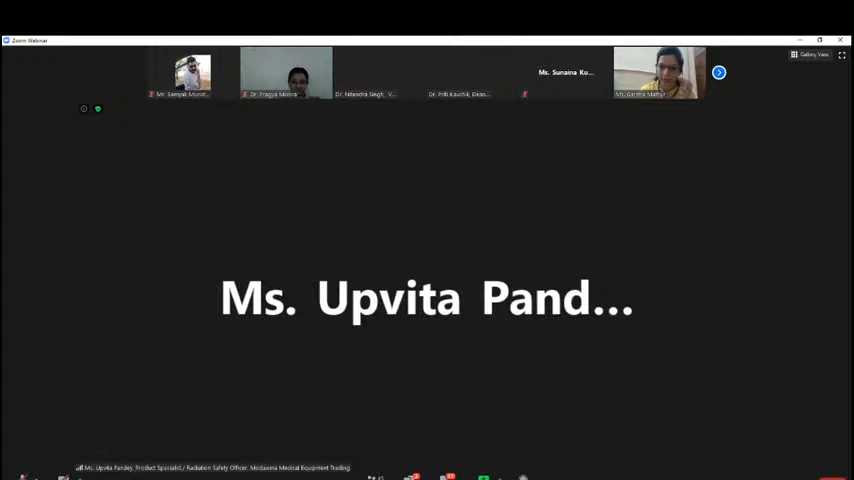 Zoom Webinar
Gallery View
Ms. Sunaina Ku...
Mr. Samyak Munot...
Dr. Pragya Mishra
Dr. Nitendra Singh, V...
Dr. Priti Kaushik, Dean...
Ms. Garima Mathur
Ms. Upvita Pand...
Ms. Upvita Pandey, Product Specialist,/ Radiation Safety Officer, Modawina Medical Equipment Trading
45